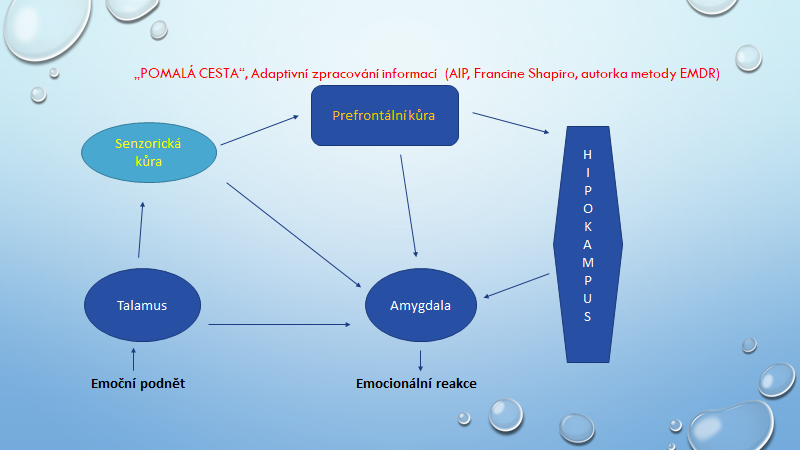 „POMALÁ CESTA“, Adaptivní zpracování informací (AIP, Francine Shapiro, autorka metody EMDR)
Prefrontální kůra
Senzorická
kůra
H
I
P
O
K
A
M
P
U
S
Talamus
Amygdala
Emoční podnět
Emocionální reakce